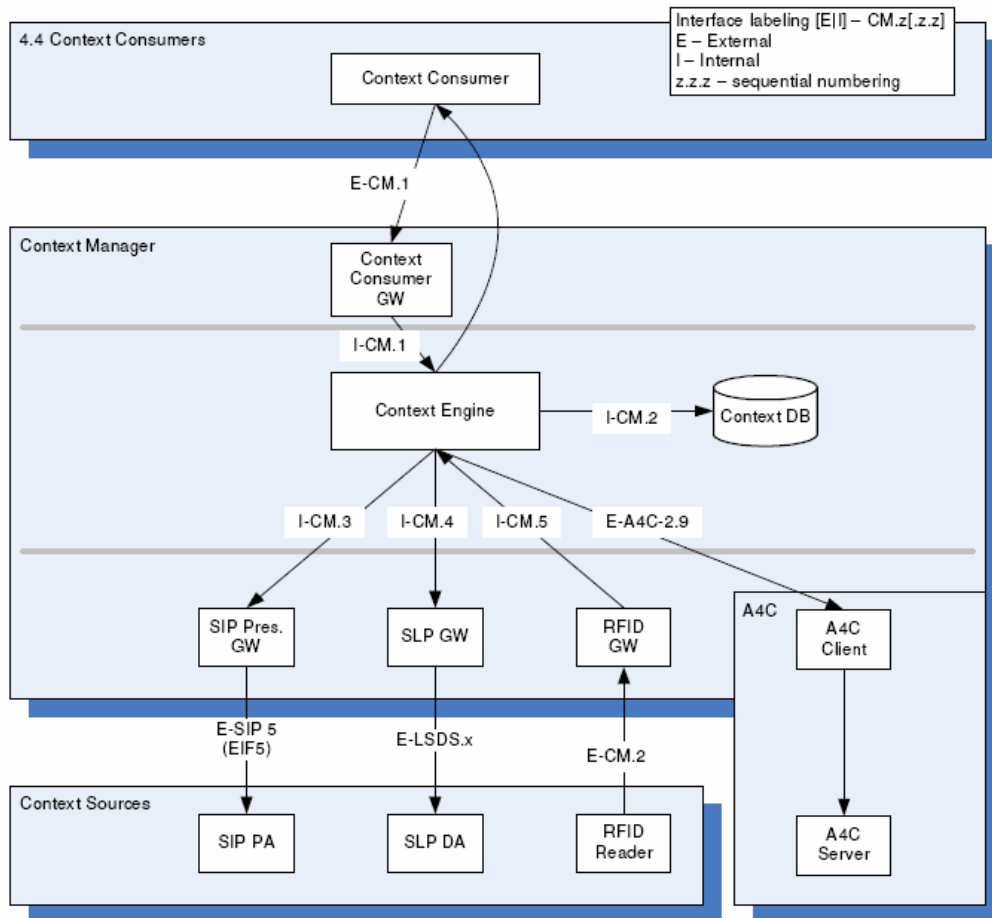 Interface labeling [E|I] – CM.z[.z.z]
E – External
I – Internal
z.z.z – sequential numbering
4.4 Context Consumers
Context Consumer
E-CM.1
Context Manager
Context
Consumer
GW
I-CM.1
Context Engine
I-CM.2
Context DB
I-CM.3
I-CM.4
I-CM.5
E-A4C-2.9
SIP Pres.
GW
SLP GW
RFID
GW
A4C
A4C
Client
E-SIP 5
(EIF5)
E-LSDS.x
E-CM.2
Context Sources
SIP PA
SLP DA
RFID
Reader
A4C
Server